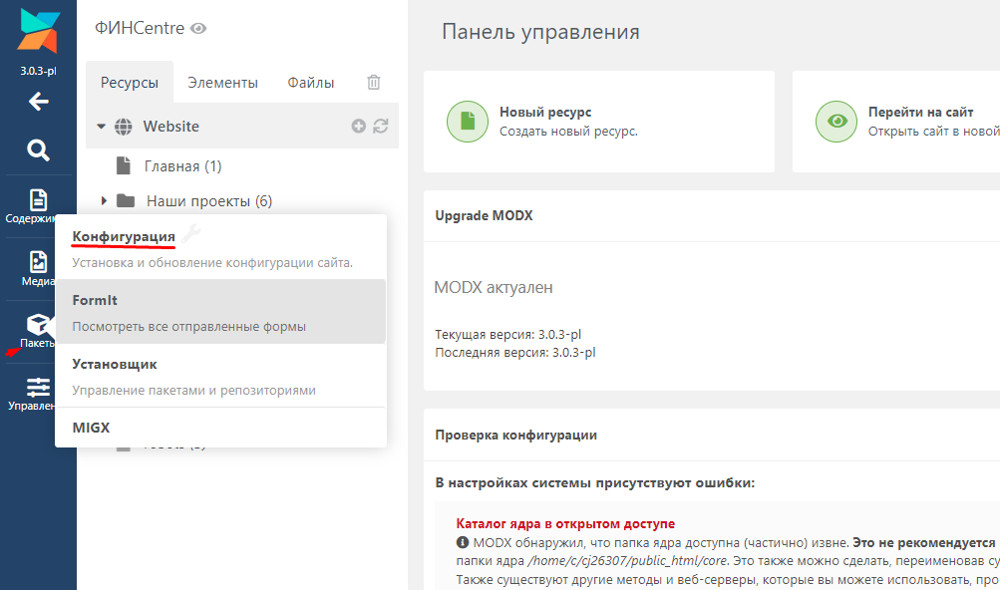 ФИНCentre
3.0.3-pl
Ресурсы Элементы Файлы
Website
Главная (1)
Наши проекты (6)
Содержим
Медиа
Пакеть
Управлен
Конфигурация
Установка и обновление конфигурации сайта.
FormIt
Посмотреть все отправленные формы
Установщик
Управление пакетами и репозиториями
MIGX
Панель управления
Новый ресурс
Создать новый ресурс.
Перейти на сайт
Открыть сайт в новой
Upgrade MODX
MODX актуален
Текущая версия: 3.0.3-pl
Последняя версия: 3.0.3-pl
Проверка конфигурации
В настройках системы присутствуют ошибки:
Каталог ядра в открытом доступе
MODX обнаружил, что папка ядра доступна (частично) извне. Это не рекомендуется
папки ядра /home/c/cj26307/public_html/core. Это также можно сделать, переименовав су
Также существуют другие методы и веб-серверы, которые вы можете использовать, про